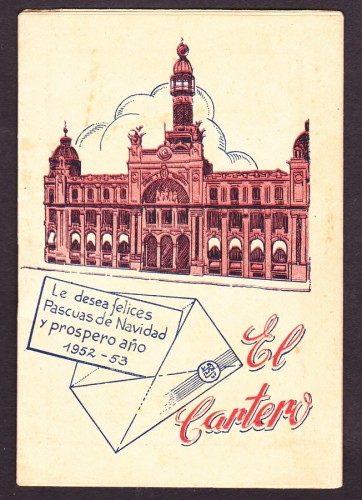 Le desea felices
Pascuas de Navidad
y prospero año
1952-53
El
Cartero